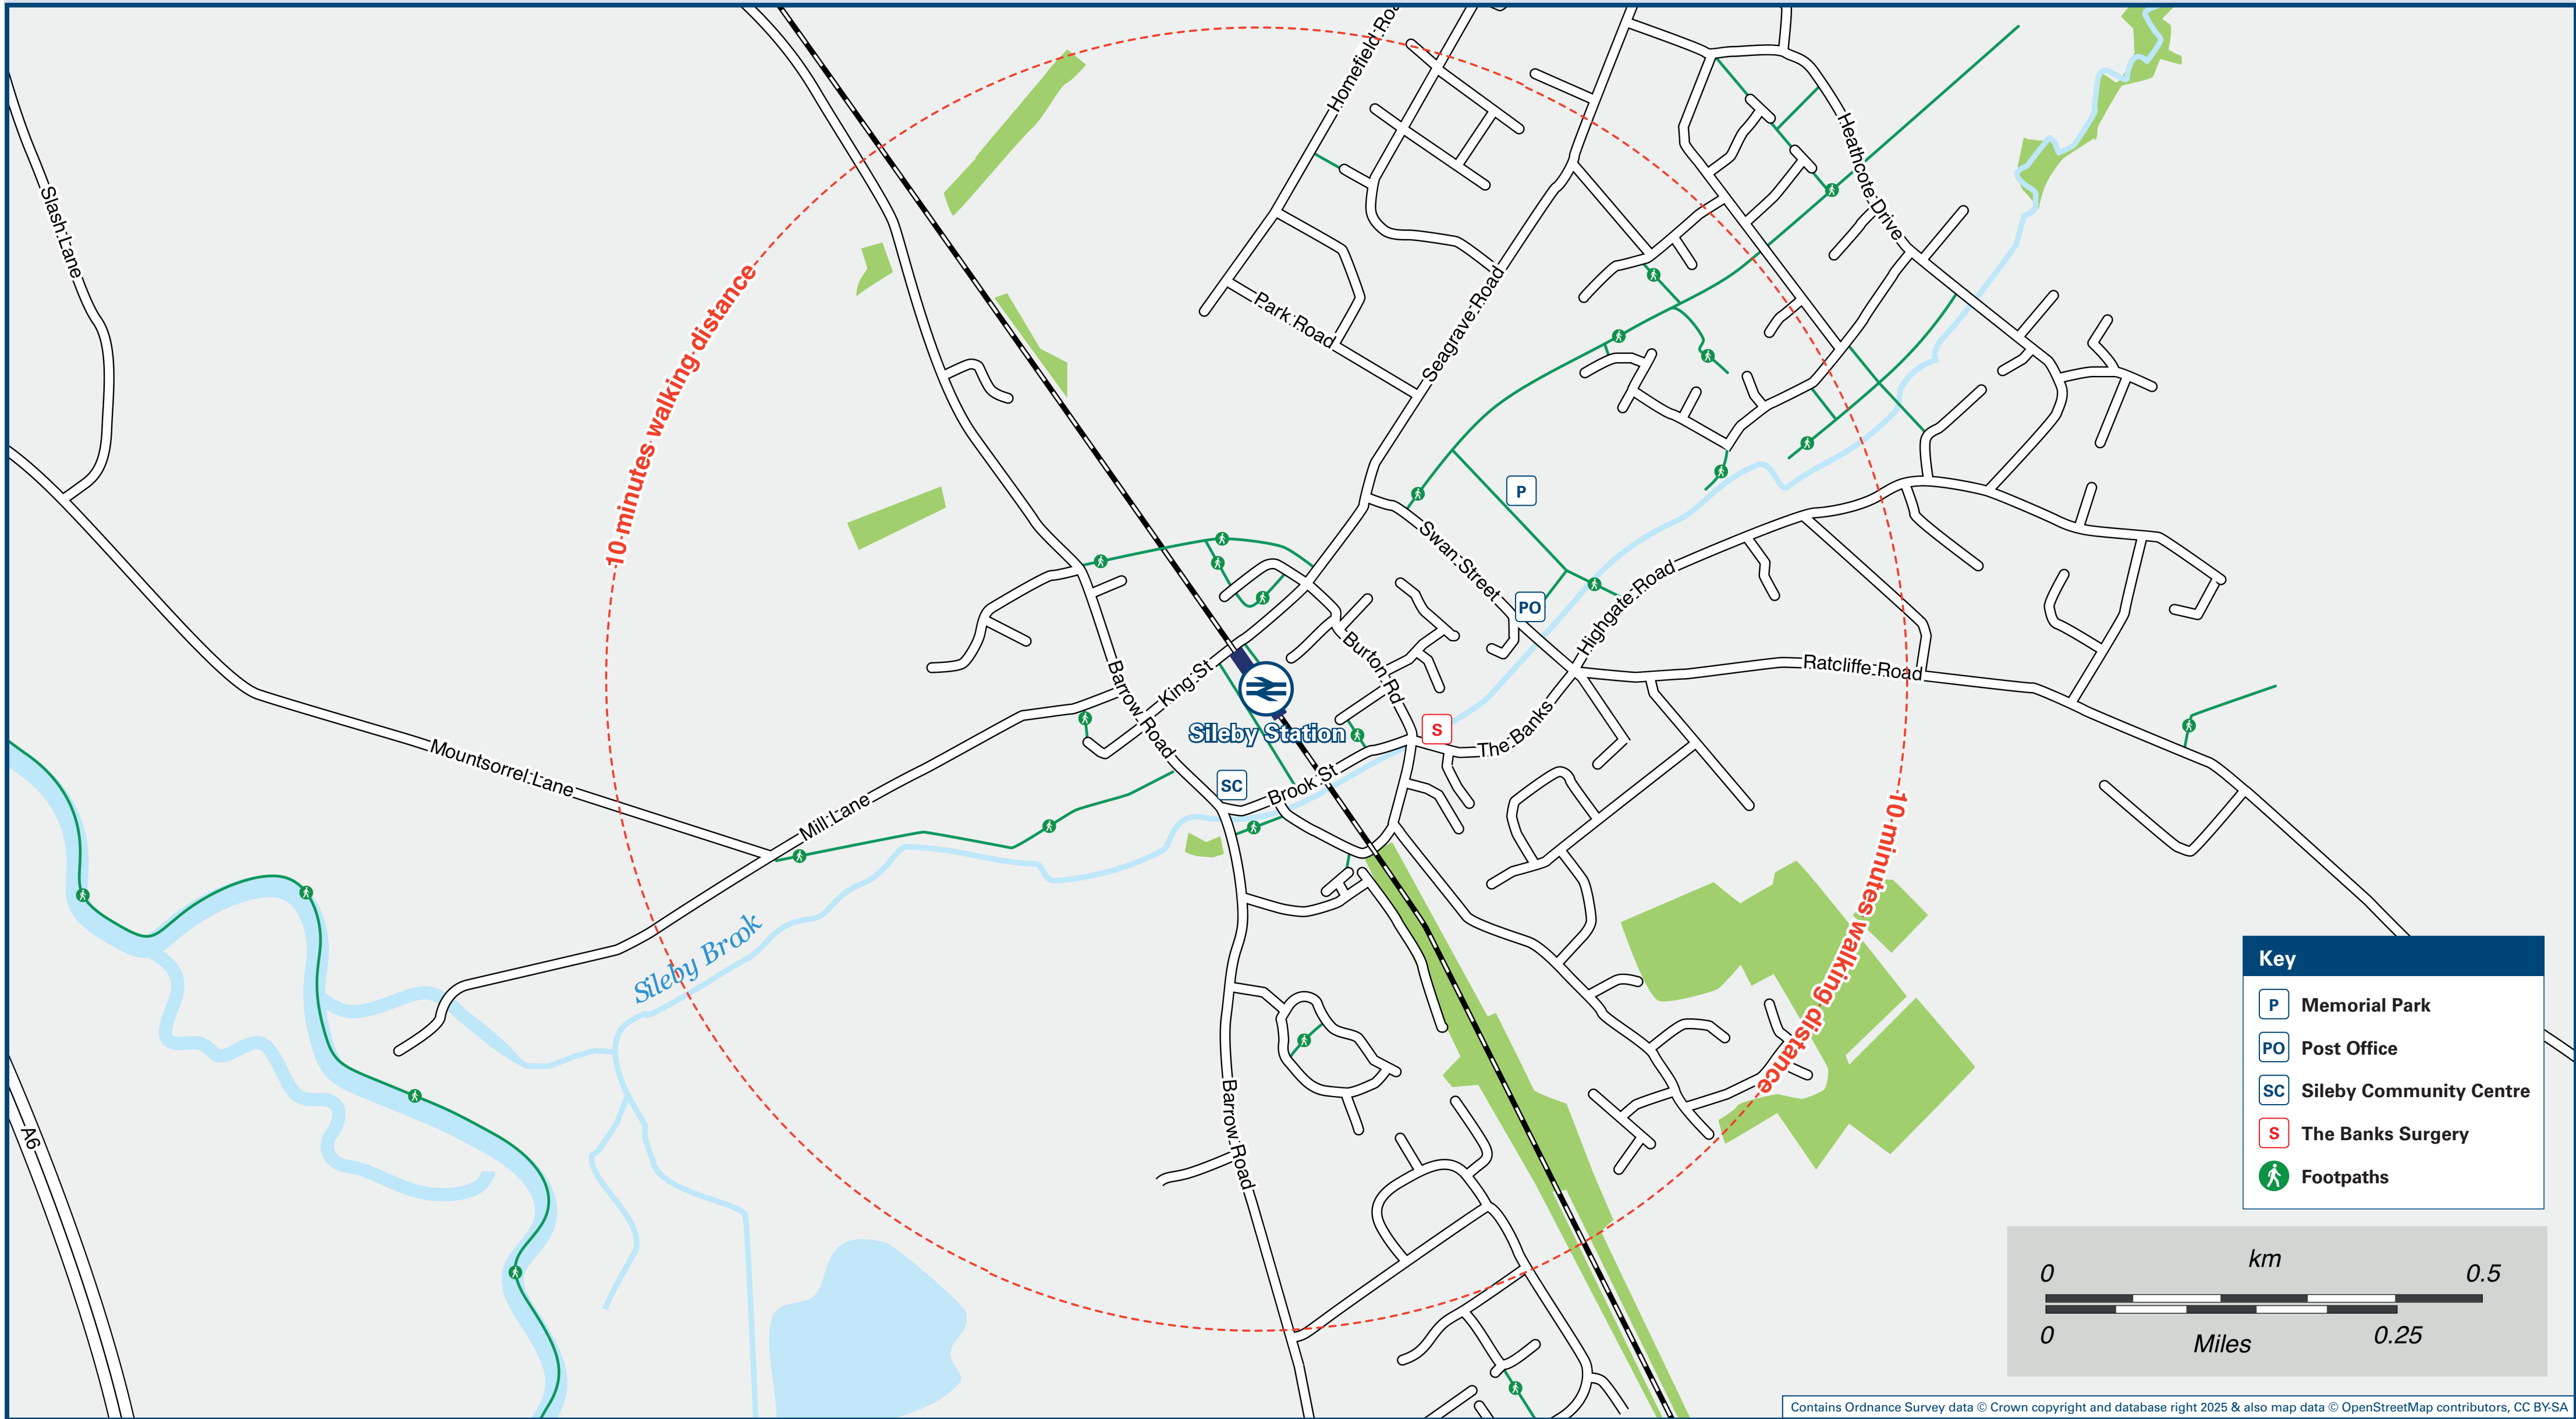 Homefield Roa
Heathcote Drive
Slash Lane
10 minutes walking distance
Park Road
Seagrave Road
P
Swan Street
PO
Highgate Road
Burton Rd
Ratcliffe Road
Barrow Road
King St
Sileby Station
S
The Banks
Mountsorrel Lane
SC
Brook St
Mill Lane
10 minutes walking distance
Sileby Brook
Barrow Road
A6
Key
P Memorial Park
PO Post Office
SC Sileby Community Centre
S The Banks Surgery
Footpaths
km
0 0.5
0 0.25
Miles
Contains Ordnance Survey data © Crown copyright and database right 2025 & also map data © OpenStreetMap contributors, CC BY-SA